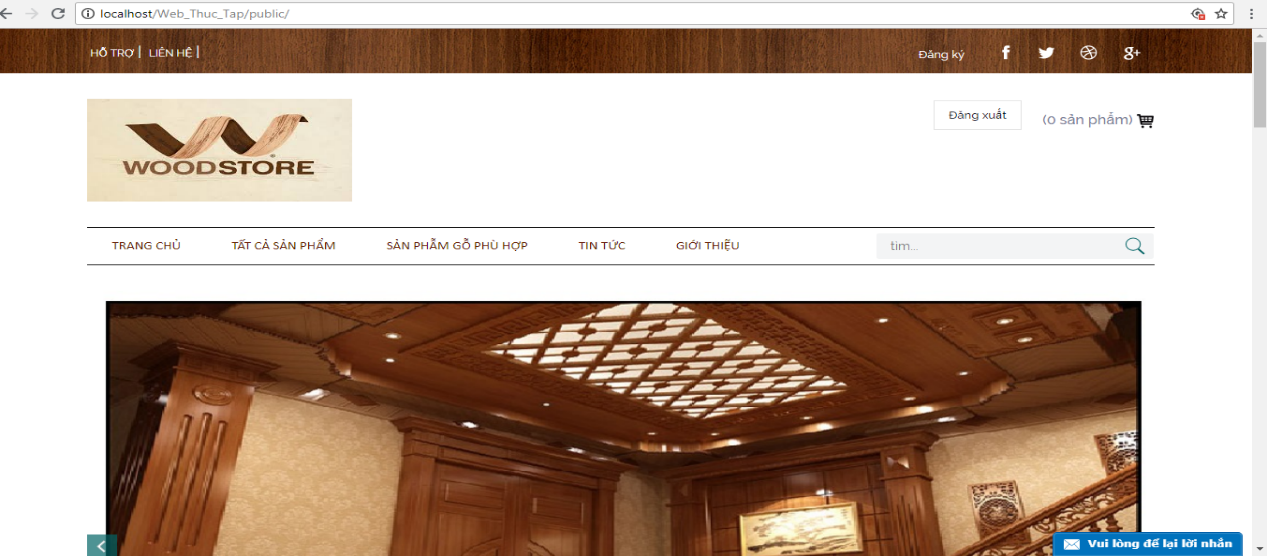 localhost/Web_Thuc_Tap/public/
HỖ TRỢ | LIÊN HỆ |
Đăng ký
WOODSTORE
Đăng xuất
(0 sản phẩm)
TRANG CHỦ TẤT CẢ SẢN PHẨM SẢN PHẨM GỖ PHÙ HỢP TIN TỨC GIỚI THIỆU
tìm...
Vui lòng để lại lời nhắn